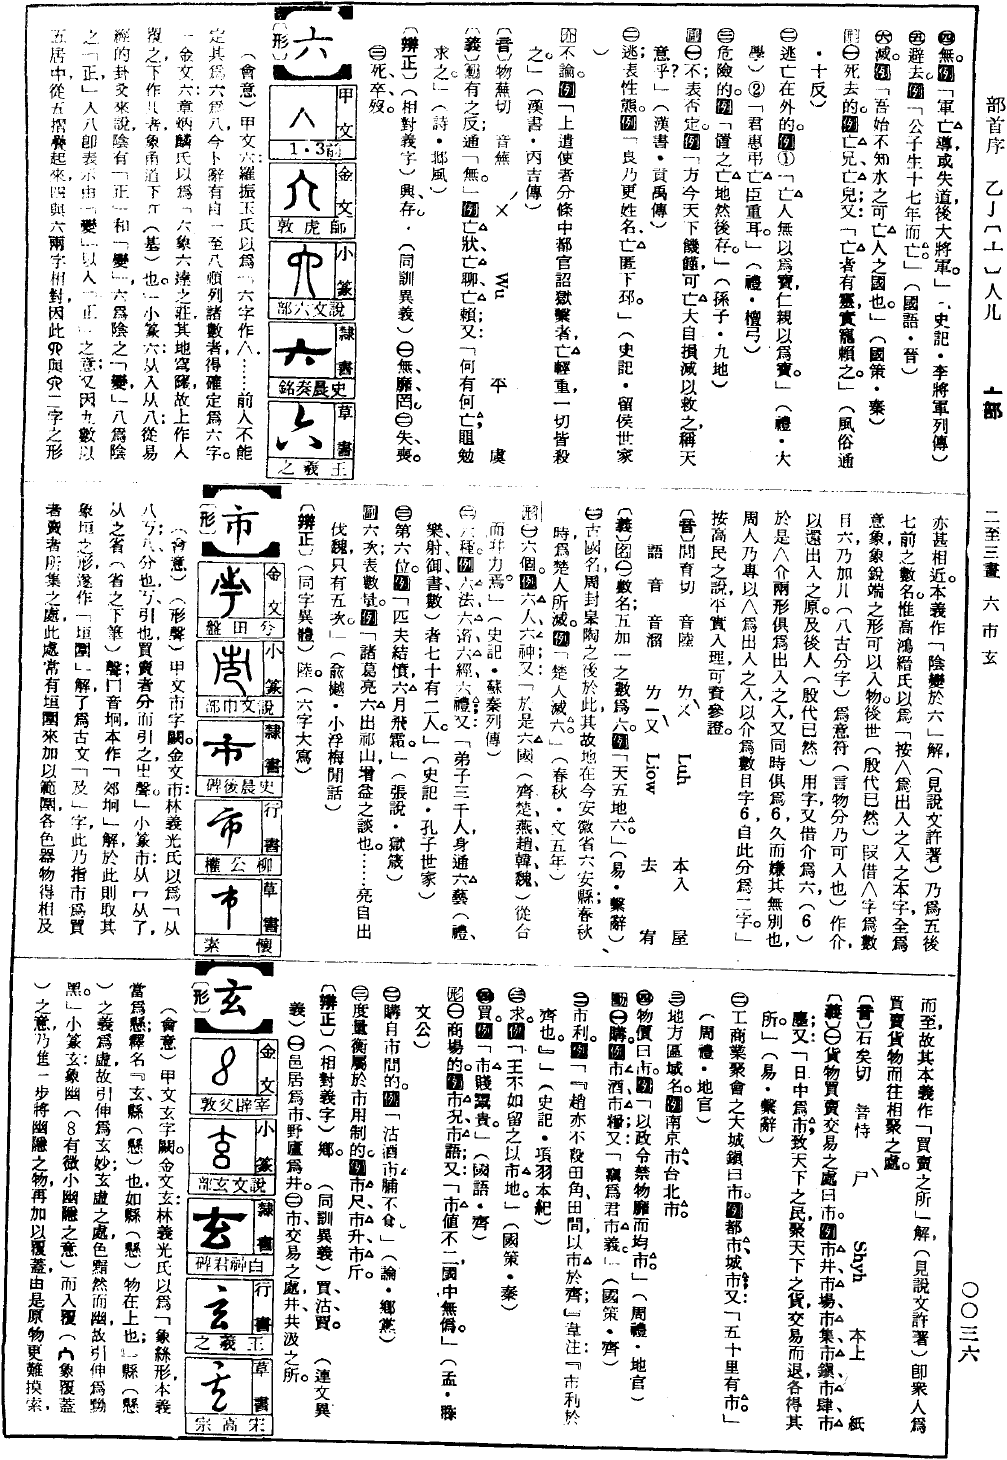 部首序 乙亅冖亠人儿 亠部 二至三畫 六 市 玄 〇〇三六
㈣無。例「軍亡導或失道後大將軍。」(史記・李將軍列傳)
㈤避去。例「公子生十七年而亡。」(國語・晉)
㈥滅。例「吾始不知水之可亡人之國也。」(國策・秦)
形㈠死去的。例亡兄、亡兒;又:「亡者有靈實寵賴之。」(風俗通
・十反)
㈡逃亡在外的。例①「亡人無以爲寶仁親以爲寶。」(禮・大
學)②「君惠弔亡臣重耳。」(禮・檀弓)
㈢危險的。例「置之亡地然後存。」(孫子・九地)
副㈠不;表否定。例「方今天下饑饉可亡大自損減以救之,稱天
意乎?」(漢書・貢禹傳)
㈡逃;表性態。例「良乃更姓名亡匿下邳。」(史記・留侯世家
)
不論。例「上遣使者分條中都官詔獄繫者亡輕重,一切皆殺
之。」(漢書・丙吉傳)
〔音〕物蕪切 音無 ㄨˊ Wu 平 虞
〔義〕動有之反;通「無。」例亡狀、亡聊、亡賴;又:「何有何亡黽勉
求之。」(詩・邶風)
〔辨正〕(相對義字)興、存。(同訓異義)㈠無、靡、罔。㈡失、喪。
㈢死、卒、歿。
【六】
甲文 前1・3
金文 師虎敦
小篆 說文六部
隸書 史晨奏銘
草書 王羲之
〔形〕
(會意)甲文六:羅振玉氏以爲「六字作八……前人不能
定其爲六爲八,今卜辭有自一至八順列諸數者得確定爲六字。
」金文六:章炳麟氏以爲「六象六達之莊其地穹隆,故上作人
覆之下作
者象甬道下丌(基)也。」小篆六:从入从八從易
經的卦爻來說陰有「正」和「變」六爲陰之「變」八爲陰
之「正」入八卽表示由「變」以入「正」之意;又因九數以
五居中,從五摺疊起來,四與六兩字相對因此
與
二字之形
亦甚相近。本義作「陰變於六」解,(見說文許著)乃爲五後
七前之數名。惟高鴻縉氏以爲「按八爲出入之入之本字,全爲
意象,象銳端之形可以入物。後世(殷代已然)叚借八字爲數
目六乃加八(八古分字)爲意符(言物分乃可人也)作介
以還出入之原。及後人(殷代已然)用字又借介爲六(6)
於是八介兩形俱爲出入之入又同時俱爲6,久而嫌其無別也,
周人乃專以八爲出入之入以介爲數目字6,自此分爲二字。」
按高氏之說平實入理可資參證。
〔音〕閭育切 音陸 ㄌㄨˋ Luh 本入 屋
語 音 音溜 ㄌㄧㄡˋ Liow 去 宥
〔義〕名㈠數名;五加一之數爲六。例「天五地六。」(易・繫辭)
㈡古國名;周封皋陶之後於此,其故地在今安徽省六安縣,春秋
時爲楚人所滅。例「楚人滅六。」(春秋・文五年)
形㈠六個。例六人、六神;又:「於是六國(齊楚燕趙韓魏)從合
而并力焉。」(史記・蘇秦列傳)
㈡六種。例六法、六書、六經、六禮;又:「弟子三千人身通六藝(禮、
樂射御書數)者七十有二人。」(史記・孔子世家)
㈢第六位。例「匹夫結憤,六月飛霜。」(張說・獄箴)
副六次;表數量。例「諸葛亮六出祁山增益之談也。……亮自出
伐魏只有五次。」(俞樾・小浮梅閒話)
〔辨正〕(同字異體)陸。(六字大寫)
【市】
金文 兮田盤
小篆 說文市部
隸書 史晨後碑
行書 柳公權
草書 懷素
〔形〕
(會意)(形聲)甲文市字闕。金文市:林義光氏以爲「从
八丂,八分也,丂引也,買賣者分而引之,
聲。」小篆市:从冂从了,
从之省(省之下筆)聲;冂音坰,本作「郊坰」解,於此則取其
象垣之形遂作「垣圍」解;了爲古文「及」字,此乃指市爲買
者賣者所集之處,此處常有垣圍來加以範圍,各色器物得相及
而至,故其本義作「買賣之所」解,(見說文許著)卽衆人爲
買賣貨物而往相聚之處。
〔音〕石矣切 音恃 ㄕˋ Shyh 本上 紙
〔義〕名㈠貨物買賣交易之處曰市。例市井、市場、市集、市鎮、市肆、市
廛;又:「日中爲市致天下之民聚天下之貨交易而退各得其
所。」(易・繫辭)
㈡工商業聚會之大城鎮曰市。例都市、城市;又:「五十里有市。」
(周禮・地官)
㈢地方區域名。例南京市、台北市。
㈣物價曰市。例「以政令禁物靡而均市。」(周禮・地官)
動㈠購。例市酒、市糧;又:「竊爲君市義。」(國策・齊)
㈡市利。例「『趙亦不殺田角、田間以市於齊』韋注:『市利於
齊也。』」(史記・項羽本紀)
㈢求。例「王不如留之以市地。」(國策・秦)
㈣買。例「市賤鬻貴。」(國語・齊)
形㈠商場的。例市況、市語;又:「市値不二,國中無僞。」(孟・滕
文公)
㈡購自市間的。例「沽酒市脯不食。」(論・鄉黨)
㈢度量衡屬於市用制的。例市尺、市升、市斤。
〔辨正〕(相對義字)鄉。(同訓異義)買、沽、賈。(連文異
義)㈠邑居爲市,野廬爲井。㈡市交易之處,井共汲之所。
【玄】
金文 宰辟父敦
小篆 說文玄部
隸書 白神君碑
行書 王羲之
草書 宋高宗
〔形〕
(會意)甲文玄字闕。金文玄:林義光氏以爲「象絲形本義
當爲懸;釋名『玄、縣(懸)也,如縣(懸)物在上也;』縣(懸
)之義爲虛故引伸爲玄妙玄虛;之處色黯然而幽故引伸爲黝
黑。」小篆玄:象幽(8有微小幽隱之意)而入覆(
象覆蓋
)之意乃進一步將幽隱之物再加以覆蓋由是原物更難摸索,